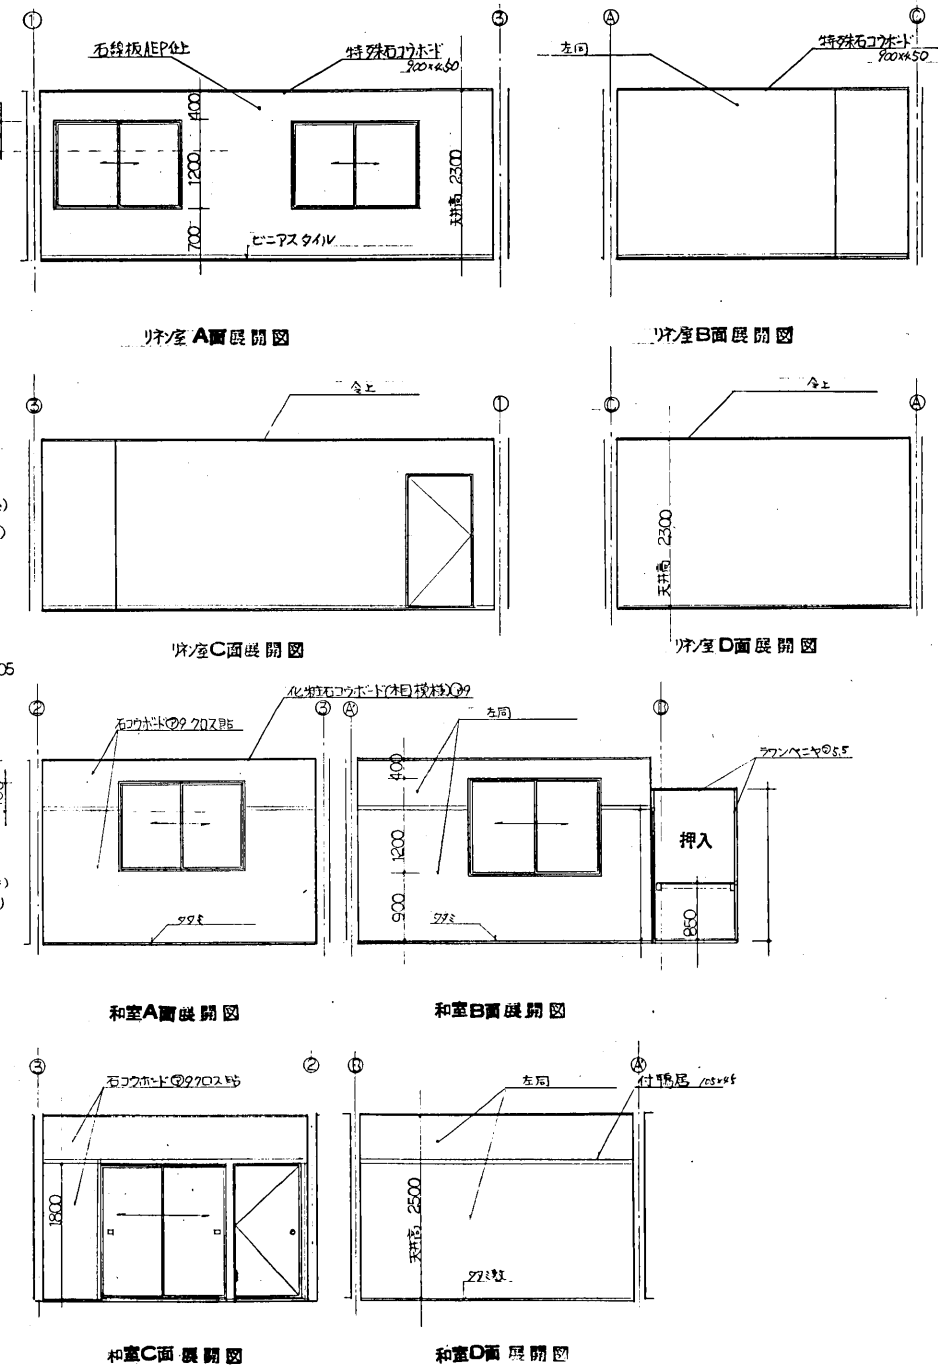 ① ③ Ⓐ Ⓒ
石綿板AEP仕上
特殊石コウボード
900×450
左同
特殊石コウボード
900×450
400
1200
700
天井高 2300
ビニアスタイル
リネン室 A面展開図
リネン室B面展開図
③ ① Ⓒ Ⓐ
仝上
仝上
天井高 2300
リネン室C面展開図
リネン室D面展開図
05
② ③ Ⓐ' Ⓑ
化粧石コウボード(木目模様)㋐9
石コウボード㋐9クロス貼
左同
ラワンベニヤ㋐5.5
400
1200
900
押入
850
タタミ
タタミ
和室A面展開図
和室B面展開図
③ ② Ⓑ Ⓐ'
石コウボード㋐9クロス貼
左同
付鴨居 105×45
1800
天井高 2500
タタミ敷
和室C面展開図
和室D面展開図